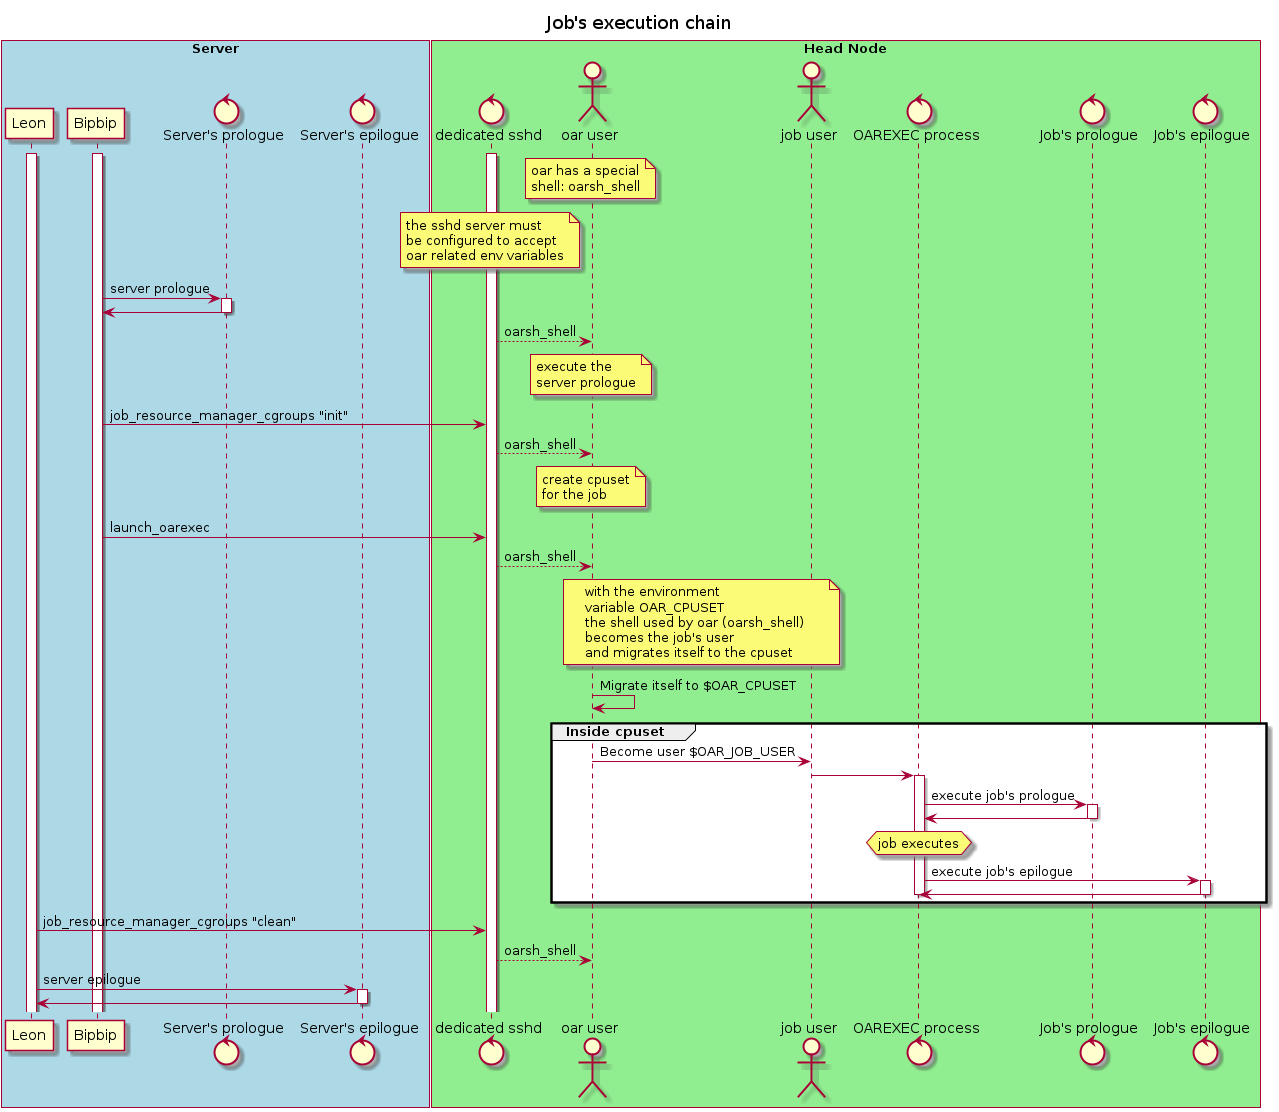 Job's execution chain
Server
Head Node
Leon
Bipbip
Server's prologue
Server's epilogue
dedicated sshd
oar user
job user
OAREXEC process
Job's prologue
Job's epilogue
oar has a special
shell: oarsh_shell
the sshd server must
be configured to accept
oar related env variables
server prologue
oarsh_shell
execute the
server prologue
job_resource_manager_cgroups "init"
oarsh_shell
create cpuset
for the job
launch_oarexec
oarsh_shell
with the environment
variable OAR_CPUSET
the shell used by oar (oarsh_shell)
becomes the job's user
and migrates itself to the cpuset
Migrate itself to $OAR_CPUSET
Inside cpuset
Become user $OAR_JOB_USER
execute job's prologue
job executes
execute job's epilogue
job_resource_manager_cgroups "clean"
oarsh_shell
server epilogue
Leon
Bipbip
Server's prologue
Server's epilogue
dedicated sshd
oar user
job user
OAREXEC process
Job's prologue
Job's epilogue